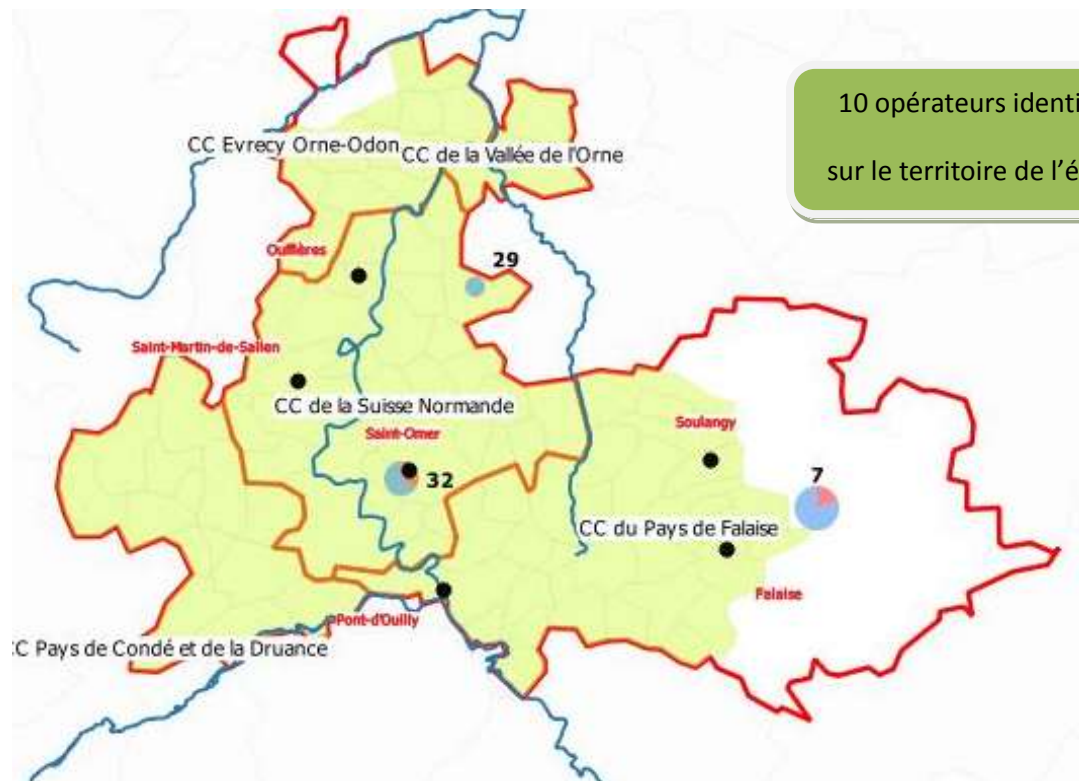 10 opérateurs identi
sur le territoire de l'é
CC Evrecy Orne-Odon
CC de la Vallée de l'Orne
Ouffières
29
Saint-Martin-de-Sallen
CC de la Suisse Normande
Saint-Omer
32
Soulangy
7
CC du Pays de Falaise
Falaise
Pont-d'Ouilly
CC Pays de Condé et de la Druance